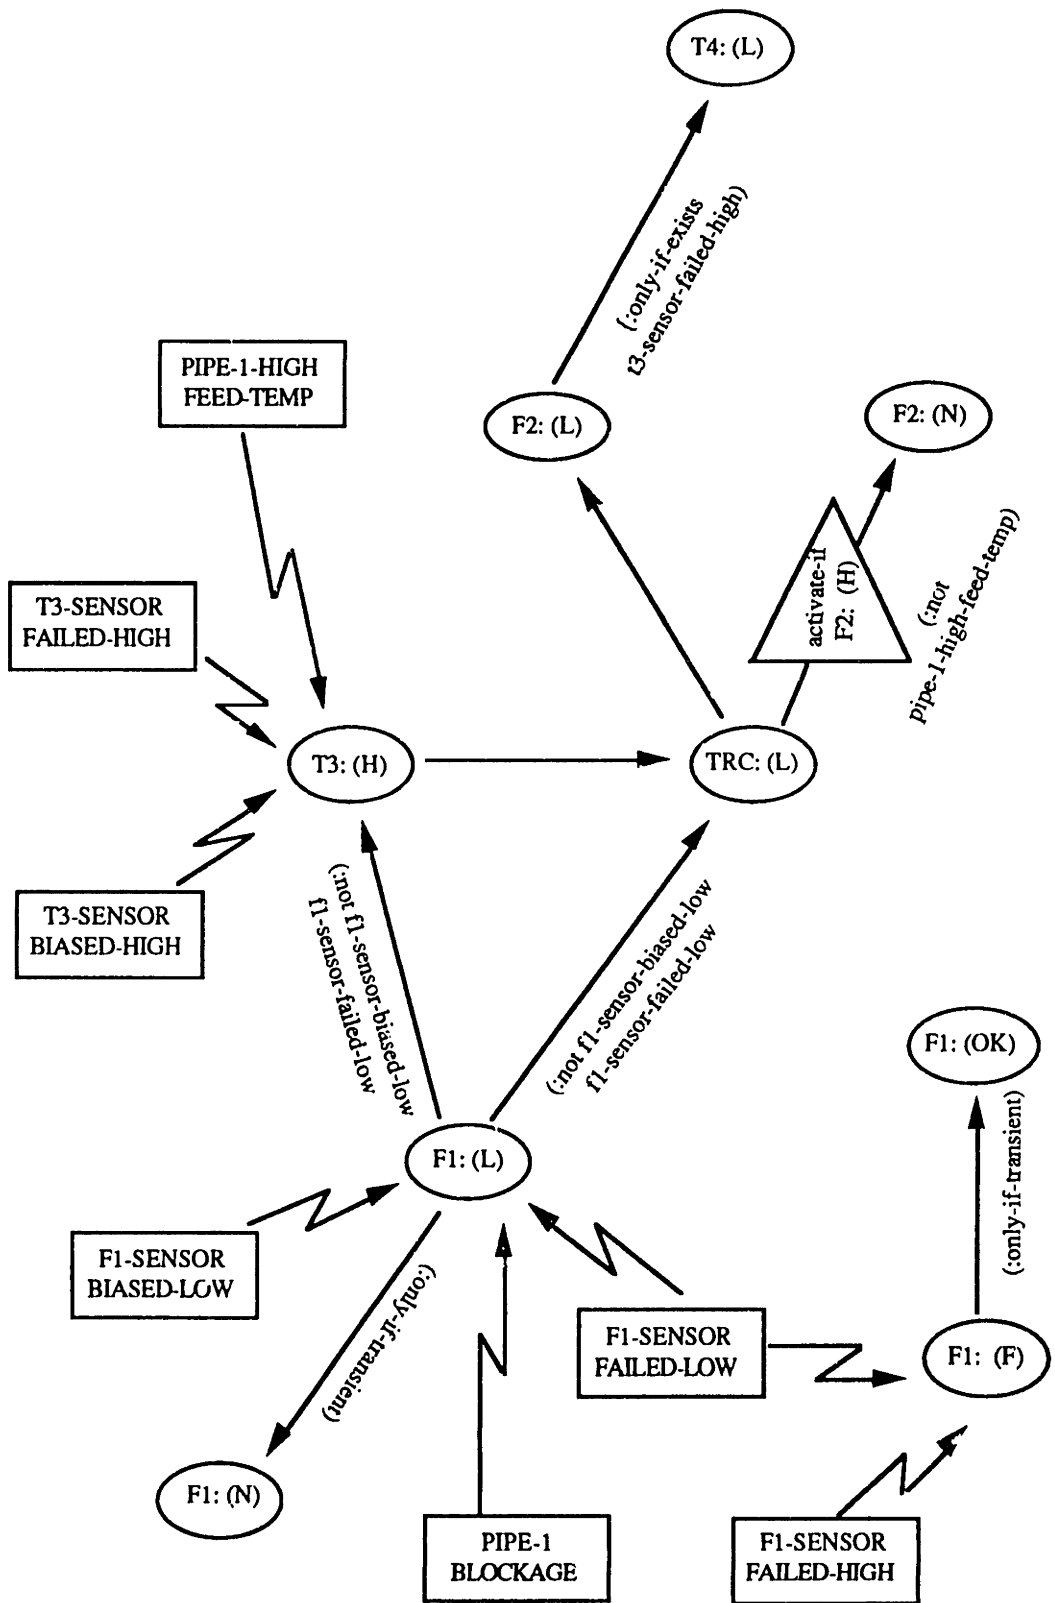 T4: (L)
(:only-if-exists
t3-sensor-failed-high)
PIPE-1-HIGH
FEED-TEMP
F2: (L)
F2: (N)
activate-if
F2: (H)
(:not
pipe-1-high-feed-temp)
T3-SENSOR
FAILED-HIGH
T3: (H)
TRC: (L)
T3-SENSOR
BIASED-HIGH
(:not f1-sensor-biased-low
f1-sensor-failed-low
(:not f1-sensor-biased-low
f1-sensor-failed-low
F1: (OK)
(:only-if-transient)
F1: (L)
F1-SENSOR
BIASED-LOW
(:only-if-transient)
F1-SENSOR
FAILED-LOW
F1: (F)
F1: (N)
PIPE-1
BLOCKAGE
F1-SENSOR
FAILED-HIGH